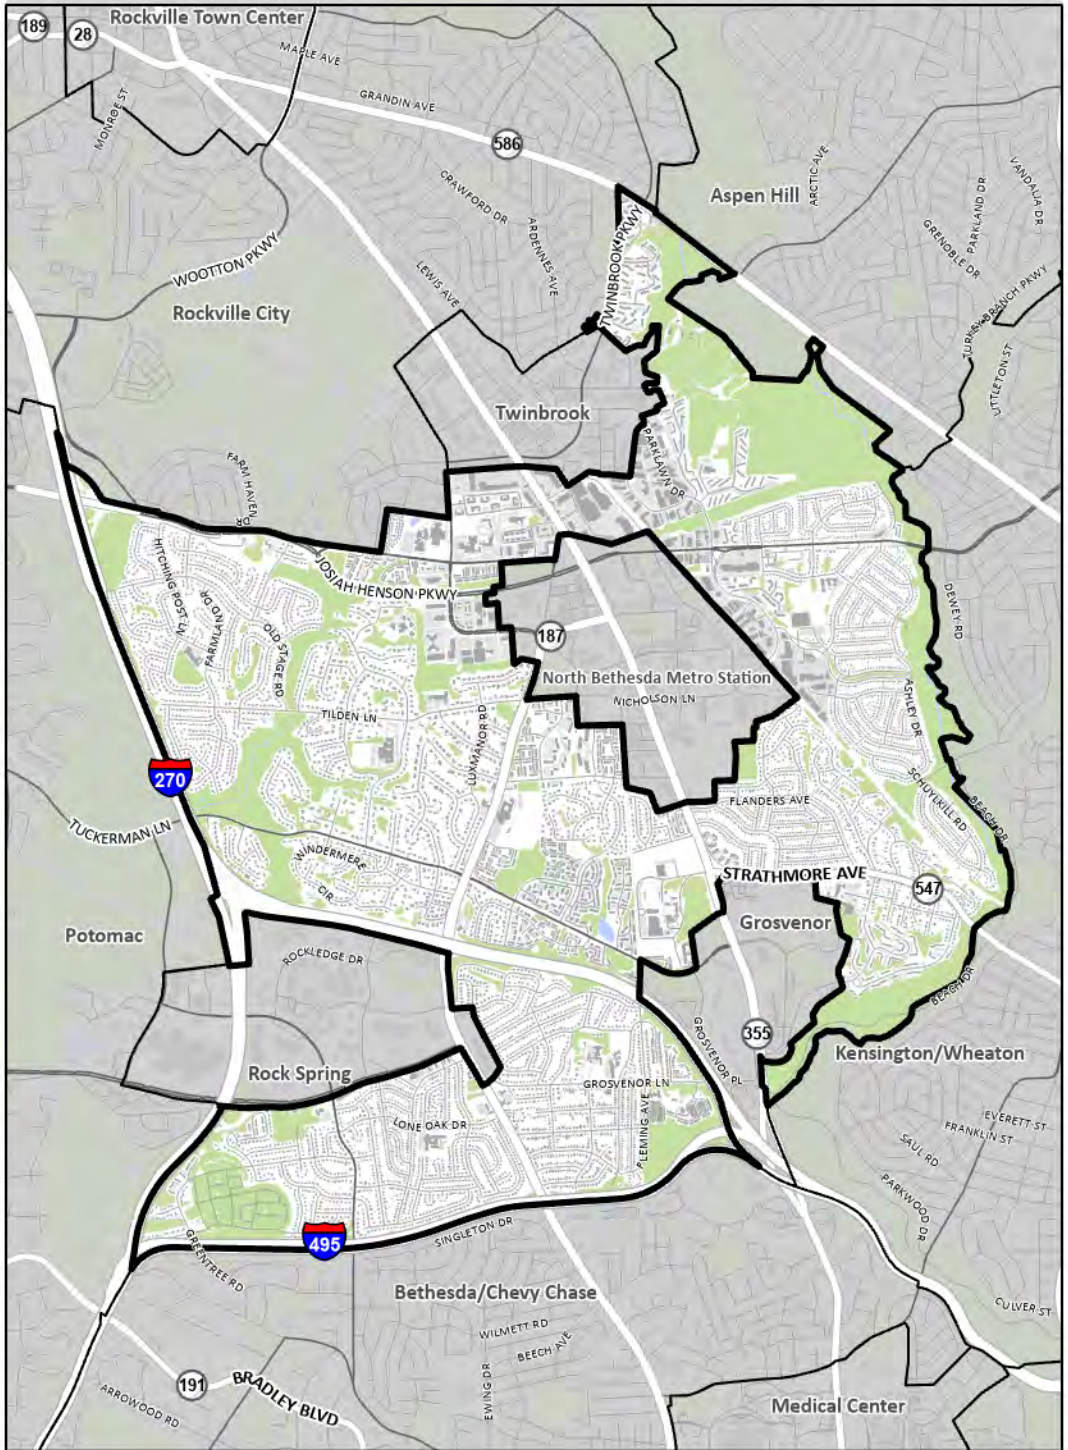 Rockville Town Center
189
28
MAPLE AVE
MONROE ST
GRANDIN AVE
586
CRAWFORD DR
ARDENNES AVE
Aspen Hill
ARCTIC AVE
PARKLAND DR
VANDALIA DR
GRENOBLE DR
WOOTTON PKWY
LEWIS AVE
TWINBROOK PKWY
Rockville City
TURKEY BRANCH PKWY
LITTLETON ST
Twinbrook
PARKLAWN DR
FARM HAVEN
DR
JOSIAH HENSON PKWY
HITCHING POST LN
FARMLAND DR
OLD STAGE RD
187
DEWEY RD
North Bethesda Metro Station
NICHOLSON LN
TILDEN LN
LUXMANOR RD
ASHLEY DR
270
FLANDERS AVE
SCHUYLKILL RD
BEACH DR
TUCKERMAN LN
WINDERMERE
CIR
STRATHMORE AVE
547
Potomac
Grosvenor
ROCKLEDGE DR
BEACH DR
355
GROSVENOR PL
Kensington/Wheaton
Rock Spring
GROSVENOR LN
LONE OAK DR
FLEMING AVE
EVERETT ST
FRANKLIN ST
SAUL RD
PARKWOOD DR
495
SINGLETON DR
GREENTREE RD
Bethesda/Chevy Chase
CULVER ST
WILMETT RD
BEECH AVE
EWING DR
191
BRADLEY BLVD
ARROWOOD RD
Medical Center